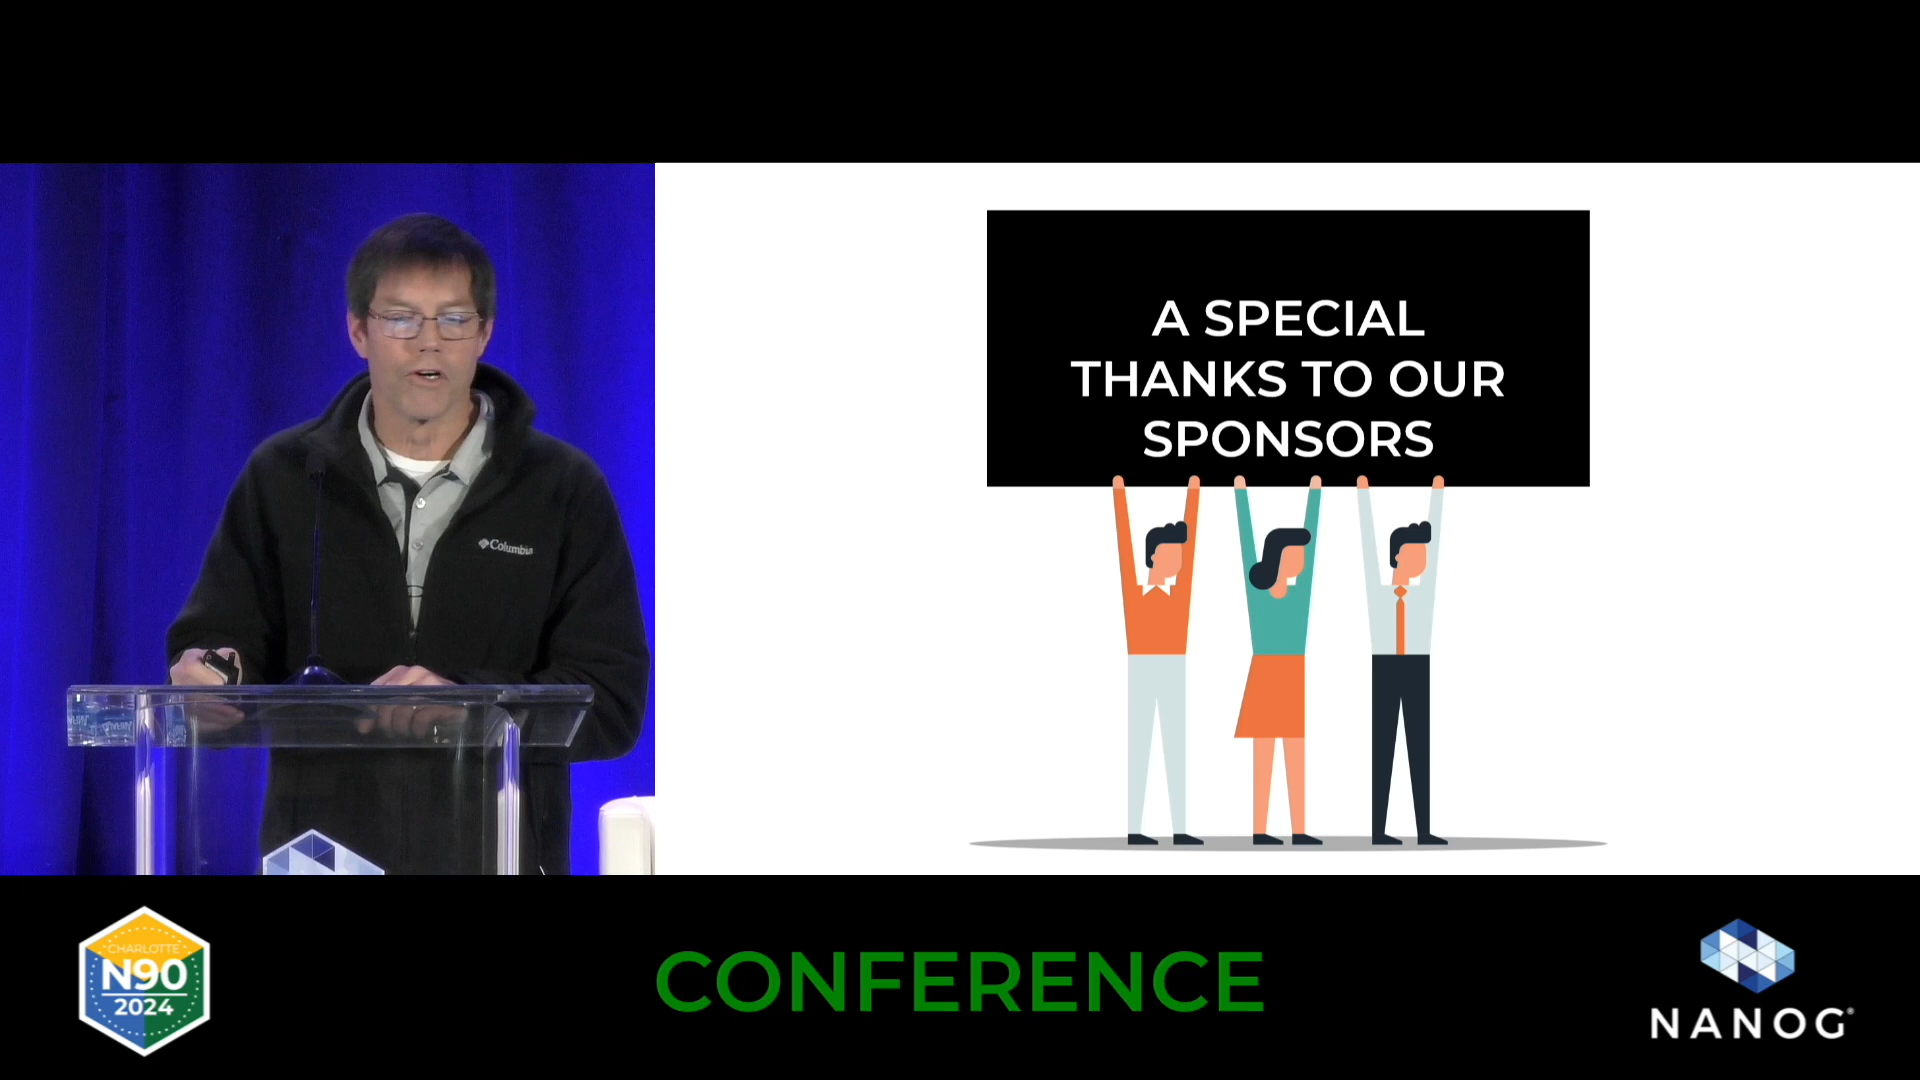 A SPECIAL
THANKS TO OUR
SPONSORS
Columbia
CHARLOTTE
N90
2024
CONFERENCE
NANOG®